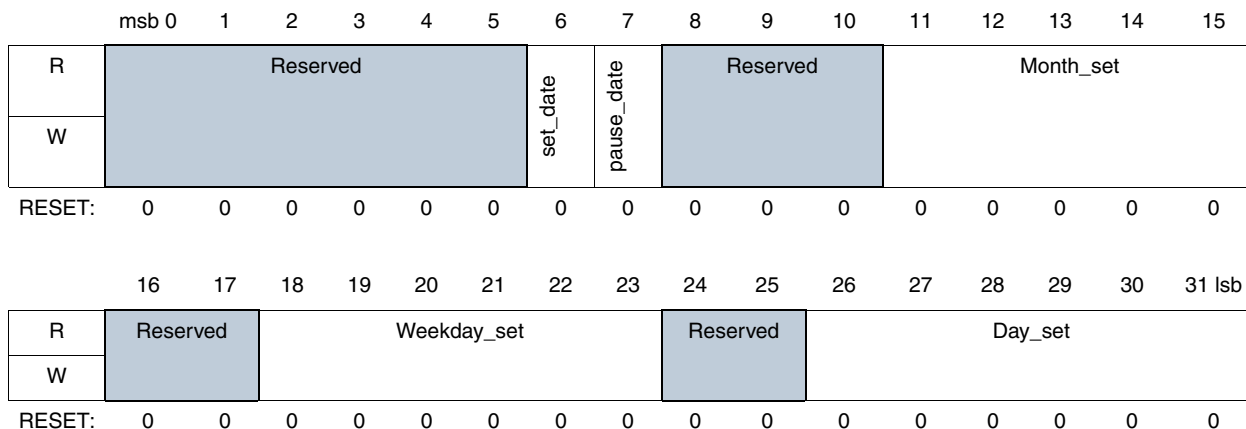 msb 0 1 2 3 4 5 6 7 8 9 10 11 12 13 14 15
R Reserved set_date pause_date Reserved Month_set
W
RESET: 0 0 0 0 0 0 0 0 0 0 0 0 0 0 0 0
16 17 18 19 20 21 22 23 24 25 26 27 28 29 30 31 lsb
R Reserved Weekday_set Reserved Day_set
W
RESET: 0 0 0 0 0 0 0 0 0 0 0 0 0 0 0 0